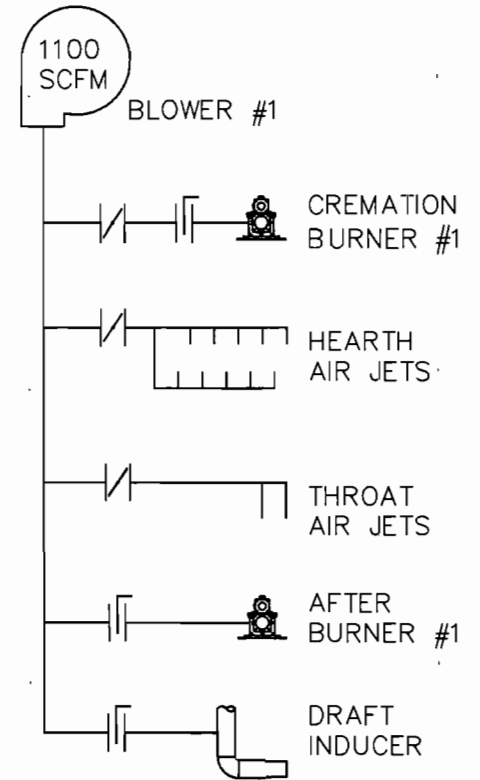 1100
SCFM
BLOWER #1
CREMATION
BURNER #1
HEARTH
AIR JETS
THROAT
AIR JETS
AFTER
BURNER #1
DRAFT
INDUCER